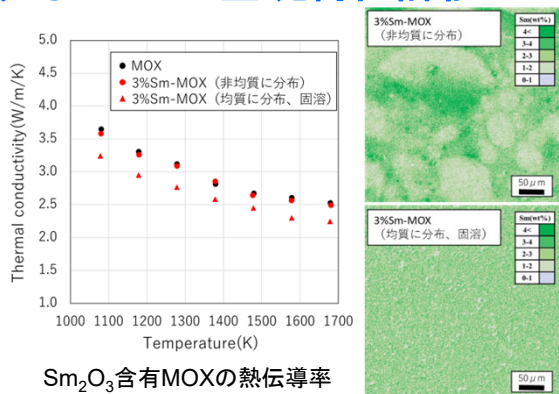 5.0
4.5
4.0
3.5
3.0
2.5
2.0
1.5
1.0
Thermal conductivity(W/m/K)
MOX
3%Sm-MOX（非均質に分布）
3%Sm-MOX（均質に分布、固溶）
1000 1100 1200 1300 1400 1500 1600 1700
Temperature(K)
Sm₂O₃含有MOXの熱伝導率
3%Sm-MOX
（非均質に分布）
Sm(wt%)
4<
3-4
2-3
1-2
0-1
50μm
3%Sm-MOX
（均質に分布、固溶）
Sm(wt%)
4<
3-4
2-3
1-2
0-1
50μm